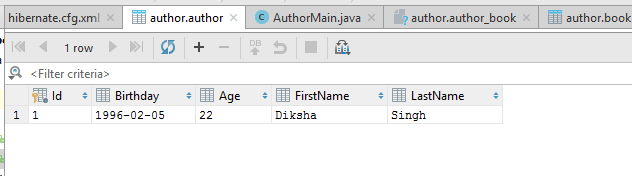 hibernate.cfg.xml author.author AuthorMain.java author.author_book author.book
1 row DB
<Filter criteria>
Id Birthday Age FirstName LastName
1 1 1996-02-05 22 Diksha Singh